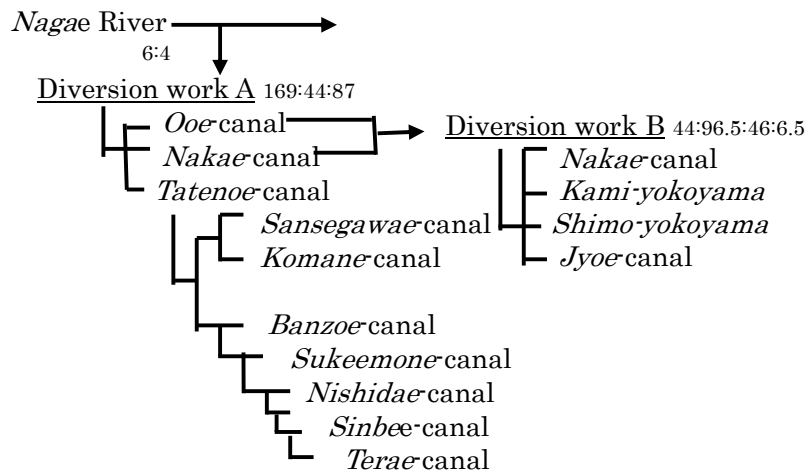 Nagae River
6:4
Diversion work A 169:44:87
Ooe-canal
Nakae-canal
Tatenoe-canal
Diversion work B 44:96.5:46:6.5
Nakae-canal
Kami-yokoyama
Shimo-yokoyama
Jyoe-canal
Sansegawae-canal
Komane-canal
Banzoe-canal
Sukeemone-canal
Nishidae-canal
Sinbee-canal
Terae-canal